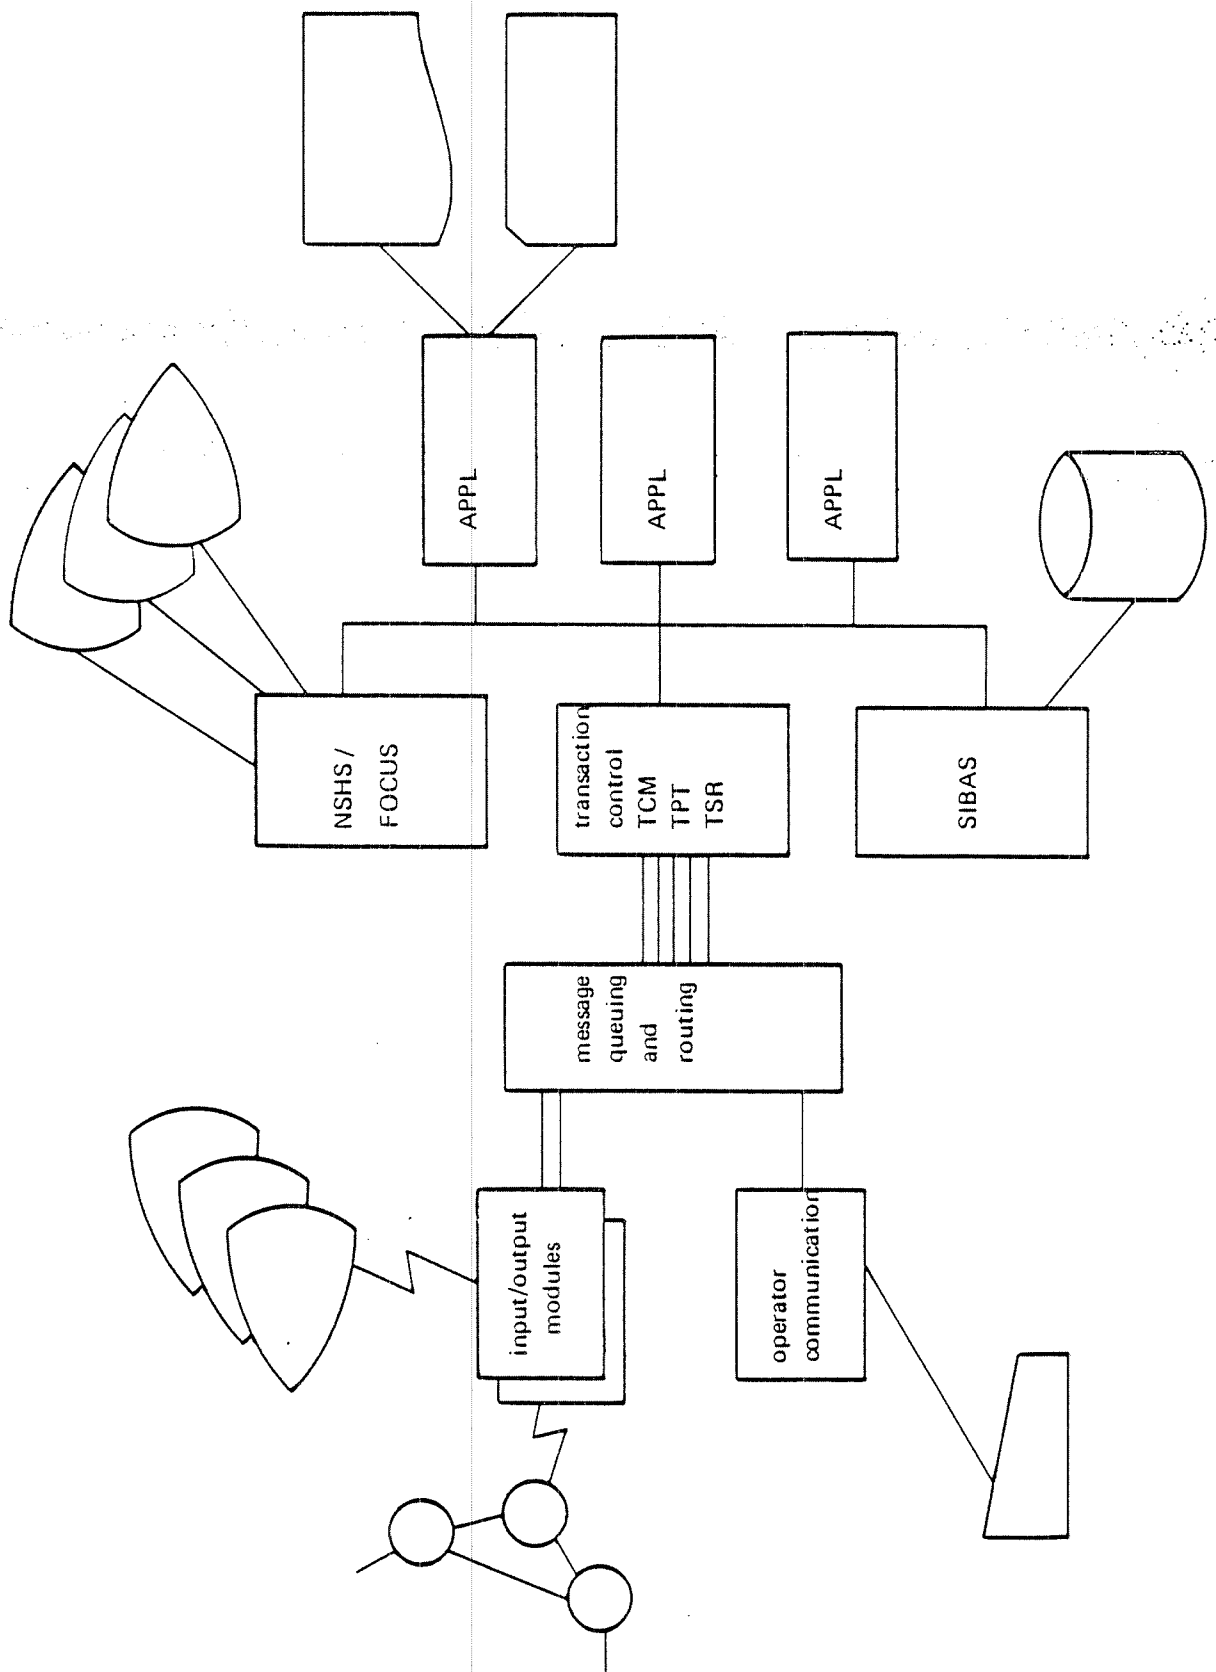 input/output
modules
operator
communication
message
queuing
and
routing
NSHS /
FOCUS
transaction
control
TCM
TPT
TSR
SIBAS
APPL
APPL
APPL